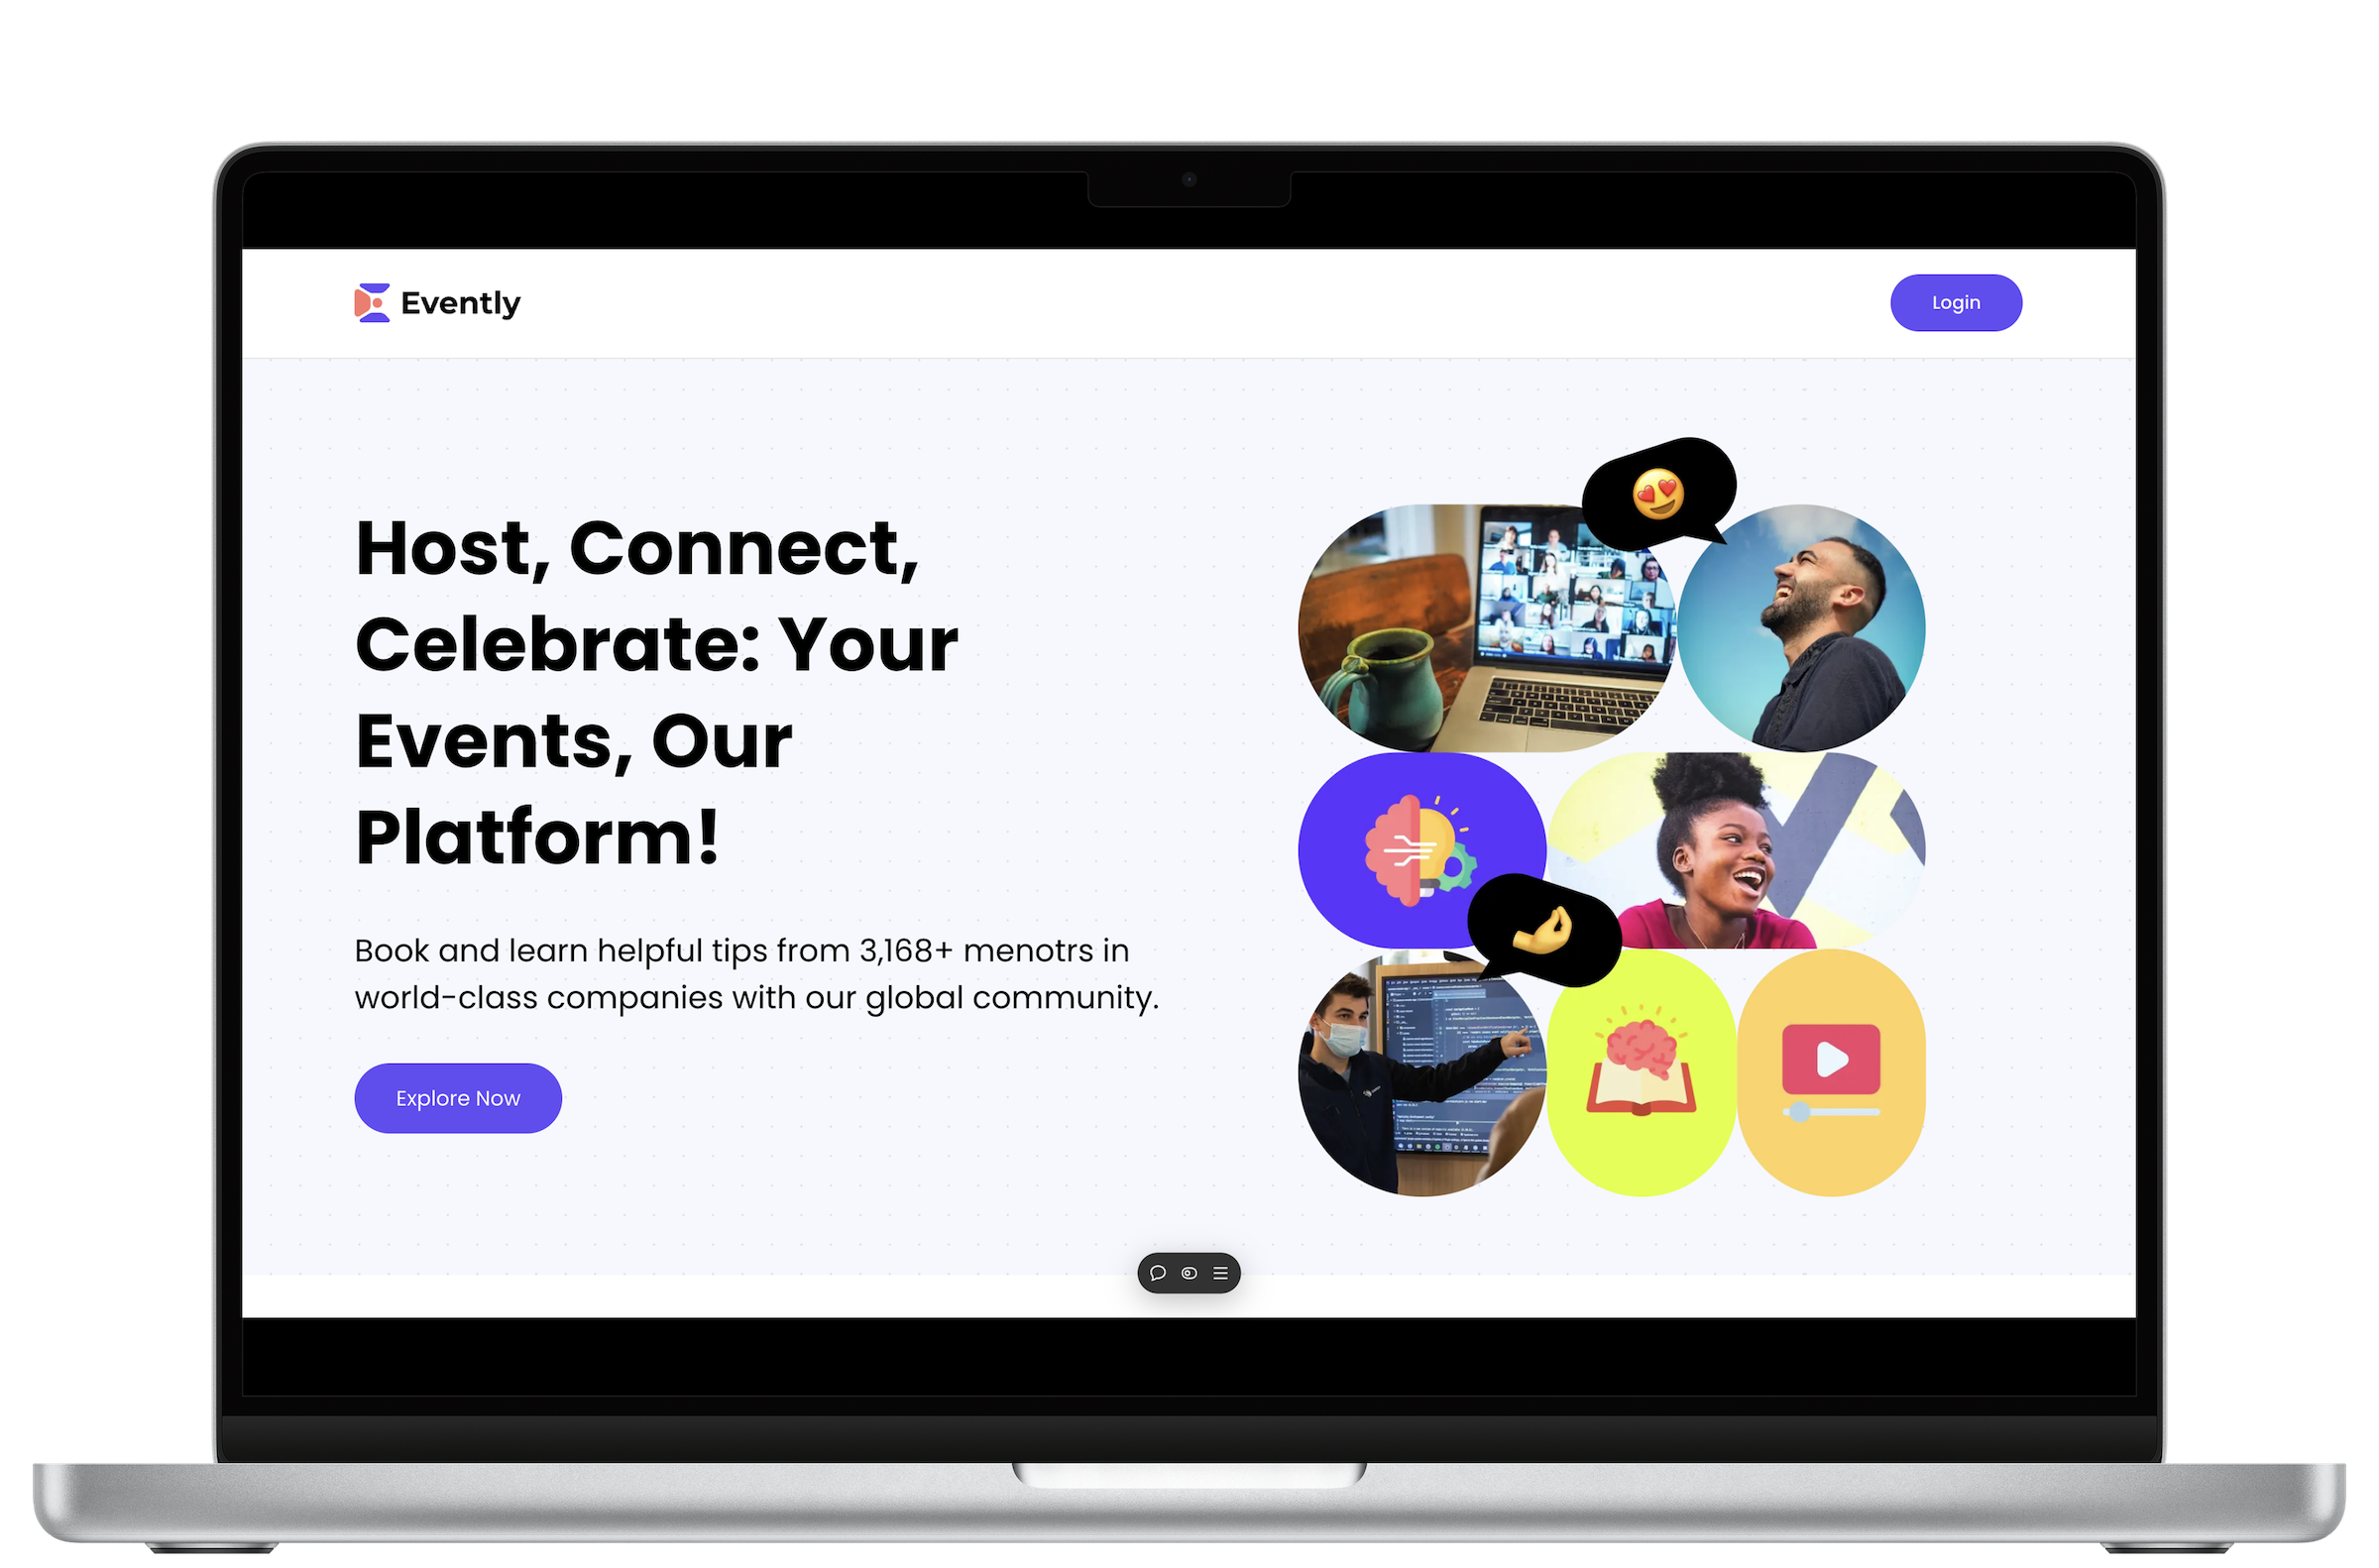 Evently
Login
Host, Connect,
Celebrate: Your
Events, Our
Platform!
Book and learn helpful tips from 3,168+ menotrs in
world-class companies with our global community.
Explore Now